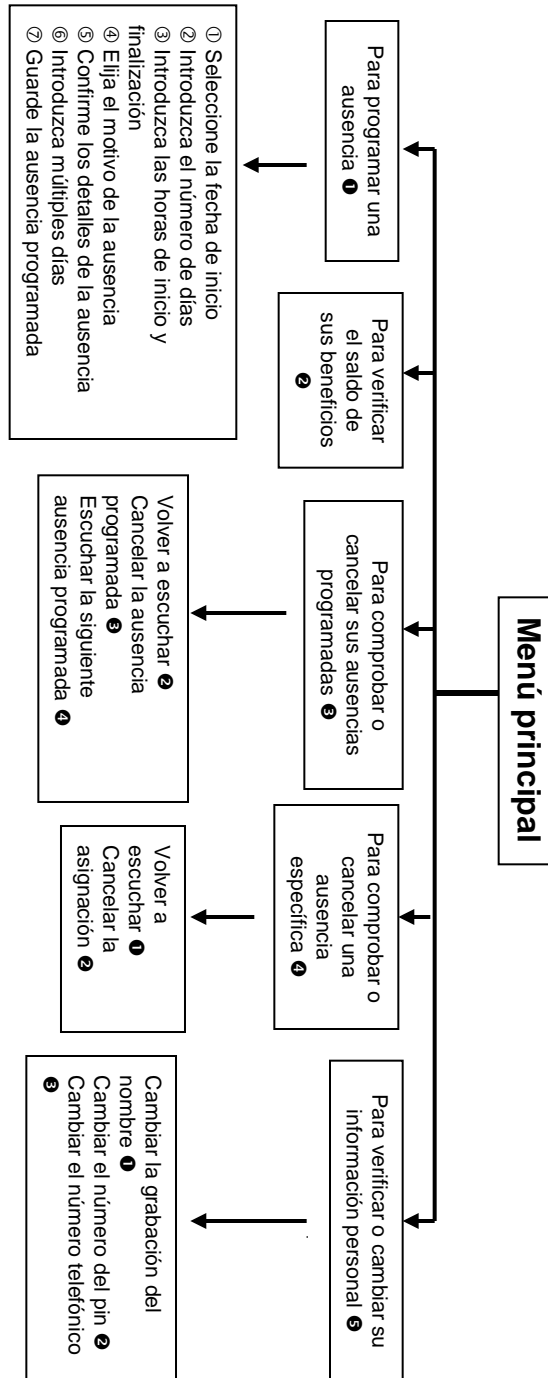 Menú principal
Para programar una
ausencia ❶
Para verificar
el saldo de
sus beneficios
❷
Para comprobar o
cancelar sus ausencias
programadas ❸
Para comprobar o
cancelar una
ausencia
específica ❹
Para verificar o cambiar su
información personal ❺
① Seleccione la fecha de inicio
② Introduzca el número de días
③ Introduzca las horas de inicio y
finalización
④ Elija el motivo de la ausencia
⑤ Confirme los detalles de la ausencia
⑥ Introduzca múltiples días
⑦ Guarde la ausencia programada
Volver a escuchar ❷
Cancelar la ausencia
programada ❸
Escuchar la siguiente
ausencia programada ❹
Volver a
escuchar ❶
Cancelar la
asignación ❷
Cambiar la grabación del
nombre ❶
Cambiar el número del pin ❷
Cambiar el número telefónico
❸